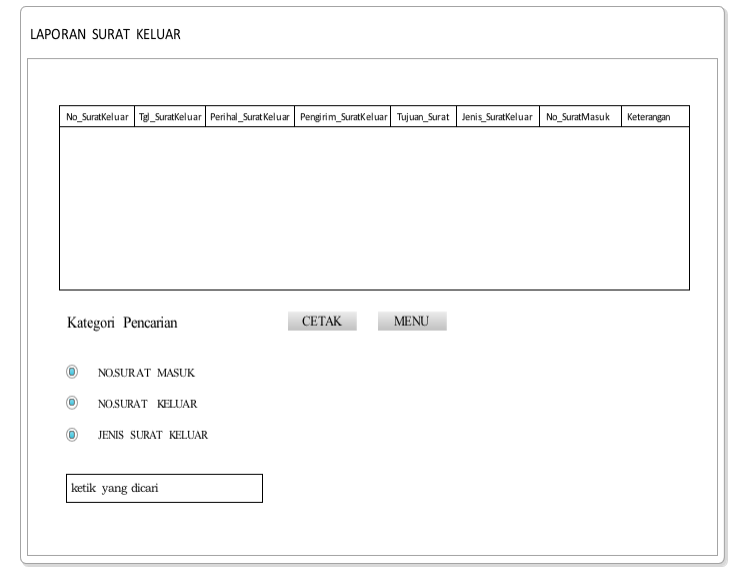 LAPORAN SURAT KELUAR
No_SuratKeluar Tgl_SuratKeluar Perihal_SuratKeluar Pengirim_SuratKeluar Tujuan_Surat Jenis_SuratKeluar No_SuratMasuk Keterangan
Kategori Pencarian CETAK MENU
NO.SURAT MASUK
NO.SURAT KELUAR
JENIS SURAT KELUAR
ketik yang dicari